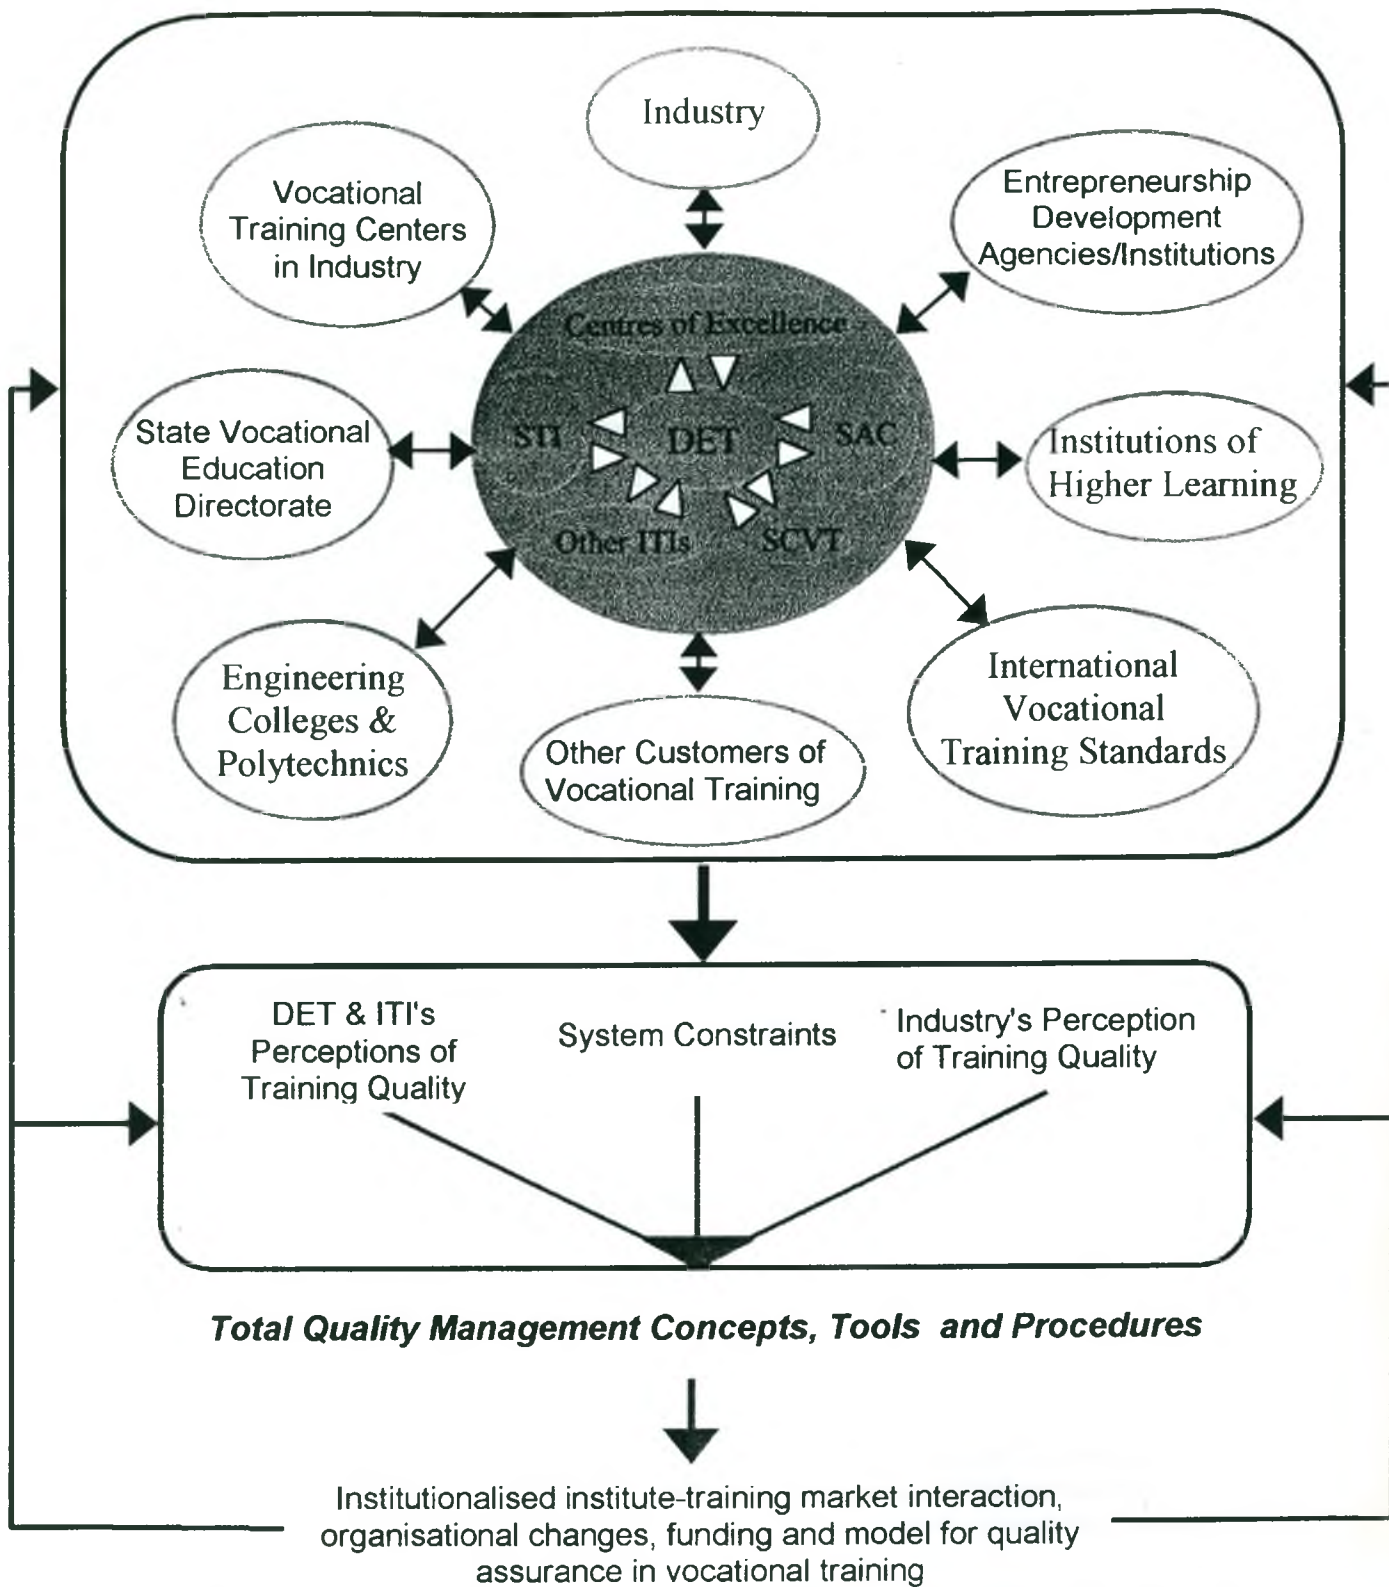 Industry
Vocational
Training Centers
in Industry
Entrepreneurship
Development
Agencies/Institutions
Centres of Excellence
STI
DET
SAC
State Vocational
Education
Directorate
Institutions of
Higher Learning
Other ITIs
SCVT
Engineering
Colleges &
Polytechnics
Other Customers of
Vocational Training
International
Vocational
Training Standards
DET & ITI's
Perceptions of
Training Quality
System Constraints
Industry's Perception
of Training Quality
Total Quality Management Concepts, Tools and Procedures
Institutionalised institute-training market interaction,
organisational changes, funding and model for quality
assurance in vocational training